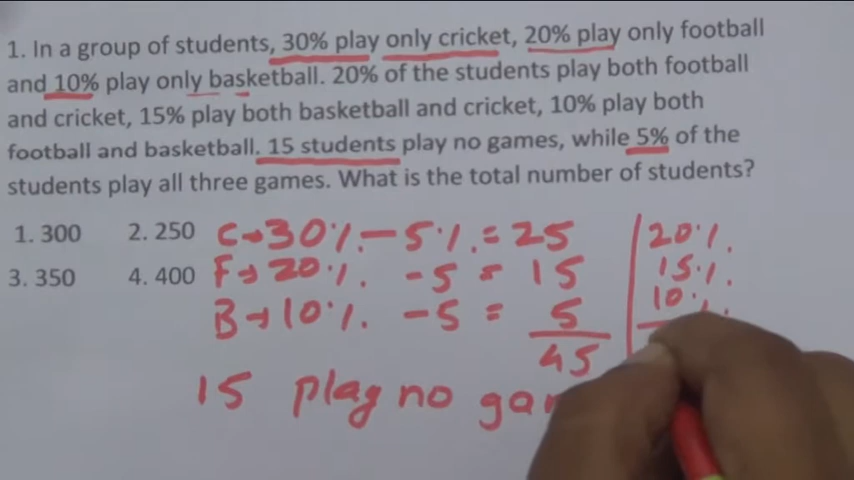 1. In a group of students, 30% play only cricket, 20% play only football
and 10% play only basketball. 20% of the students play both football
and cricket, 15% play both basketball and cricket, 10% play both
football and basketball. 15 students play no games, while 5% of the
students play all three games. What is the total number of students?
1. 300 2. 250
3. 350 4. 400
C→30%. - 5%. = 25
F→20%. -5 = 15
B→10%. -5 = 5
45
20%.
15%.
10%.
15 play no